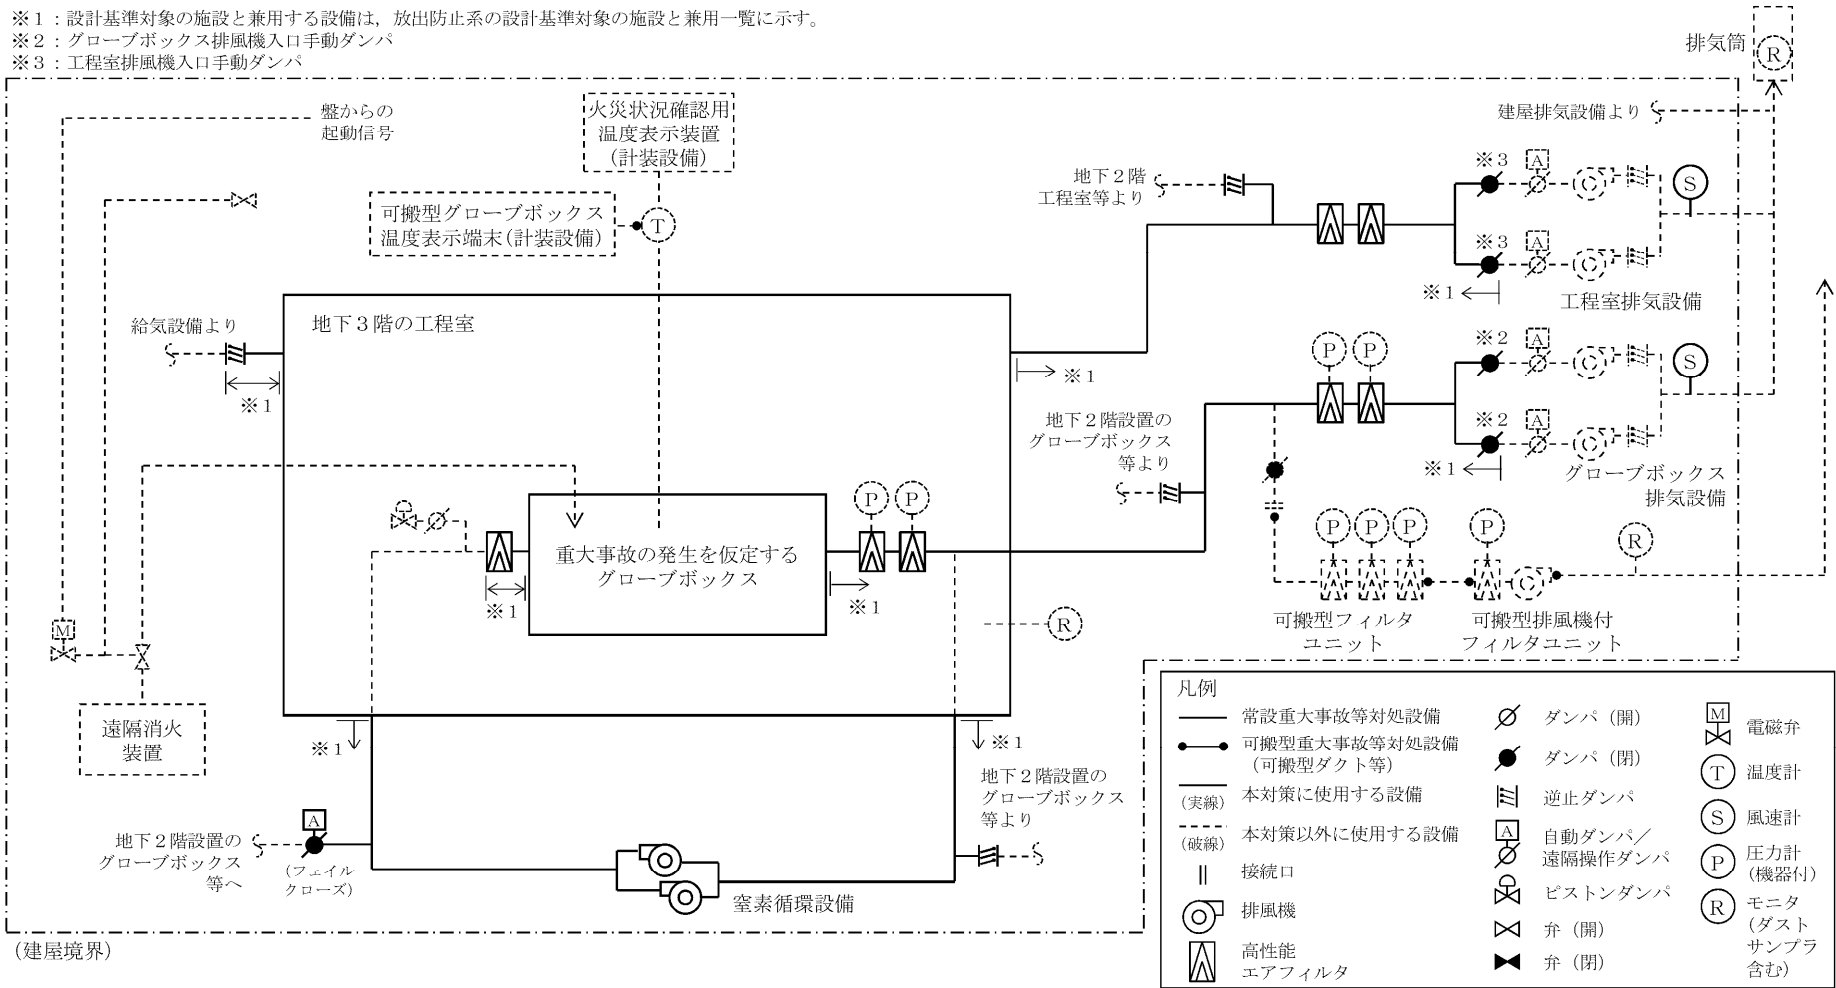 ※１：設計基準対象の施設と兼用する設備は，放出防止系の設計基準対象の施設と兼用一覧に示す。
※２：グローブボックス排風機入口手動ダンパ
※３：工程室排風機入口手動ダンパ
排気筒
R
盤からの
起動信号
火災状況確認用
温度表示装置
(計装設備)
可搬型グローブボックス
温度表示端末(計装設備)
T
建屋排気設備より
地下２階
工程室等より
※３
A
S
※３
A
※１
工程室排気設備
給気設備より
※１
地下３階の工程室
※１
P
P
※２
A
S
※２
A
※１
グローブボックス
排気設備
地下２階設置の
グローブボックス
等より
P
P
重大事故の発生を仮定する
グローブボックス
※１
※１
P
P
P
P
R
可搬型フィルタ
ユニット
可搬型排風機付
フィルタユニット
R
M
遠隔消火
装置
※１
※１
地下２階設置の
グローブボックス
等より
A
地下２階設置の
グローブボックス
等へ
(フェイル
クローズ)
窒素循環設備
(建屋境界)
凡例
常設重大事故等対処設備
可搬型重大事故等対処設備
(可搬型ダクト等)
(実線)
本対策に使用する設備
(破線)
本対策以外に使用する設備
接続口
排風機
高性能
エアフィルタ
ダンパ（開）
ダンパ（閉）
逆止ダンパ
A
自動ダンパ／
遠隔操作ダンパ
ピストンダンパ
弁（開）
弁（閉）
M
電磁弁
T
温度計
S
風速計
P
圧力計
(機器付)
R
モニタ
(ダスト
サンプラ
含む)